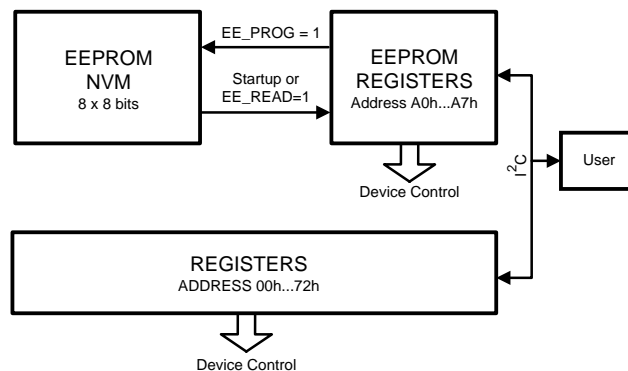 EEPROM
NVM
8 x 8 bits
EE_PROG = 1
Startup or
EE_READ=1
EEPROM
REGISTERS
Address A0h...A7h
Device Control
I²C
User
REGISTERS
ADDRESS 00h...72h
Device Control